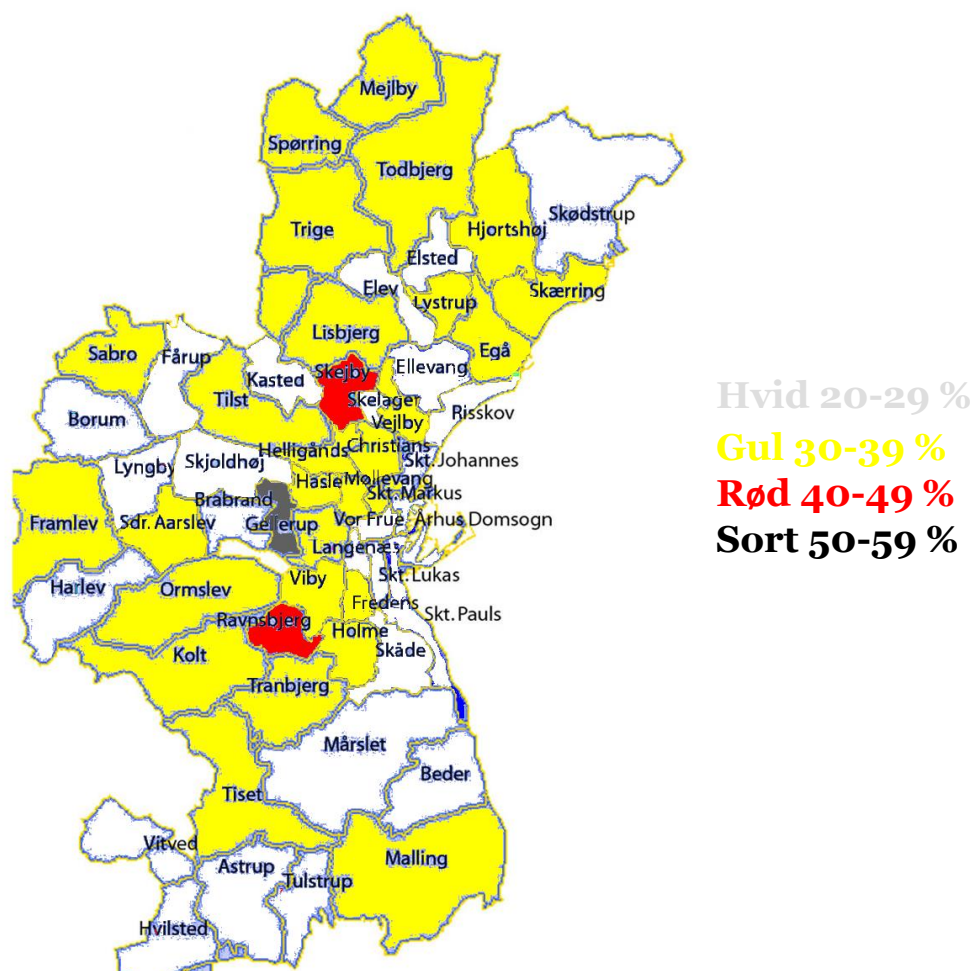 Mejlby
Spørring
Todbjerg
Skødstrup
Trige
Hjortshøj
Elsted
Elev
Skærring
Lystrup
Lisbjerg
Sabro
Fårup
Egå
Ellevang
Skejby
Kasted
Tilst
Skelager
Risskov
Borum
Vejlby
Christians
Helligånds
Skt. Johannes
Lyngby
Skjoldhøj
Hasle
Møllevang
Skt. Markus
Brabrand
Framlev
Sdr. Aarslev
Gellerup
Vor Frue
Århus Domsogn
Langenæs
Harlev
Ormslev
Viby
Skt. Lukas
Fredens
Skt. Pauls
Ravnsbjerg
Holme
Kolt
Skåde
Tranbjerg
Mårslet
Beder
Tiset
Vitved
Astrup
Malling
Tulstrup
Hvilsted
Hvid 20-29 %
Gul 30-39 %
Rød 40-49 %
Sort 50-59 %